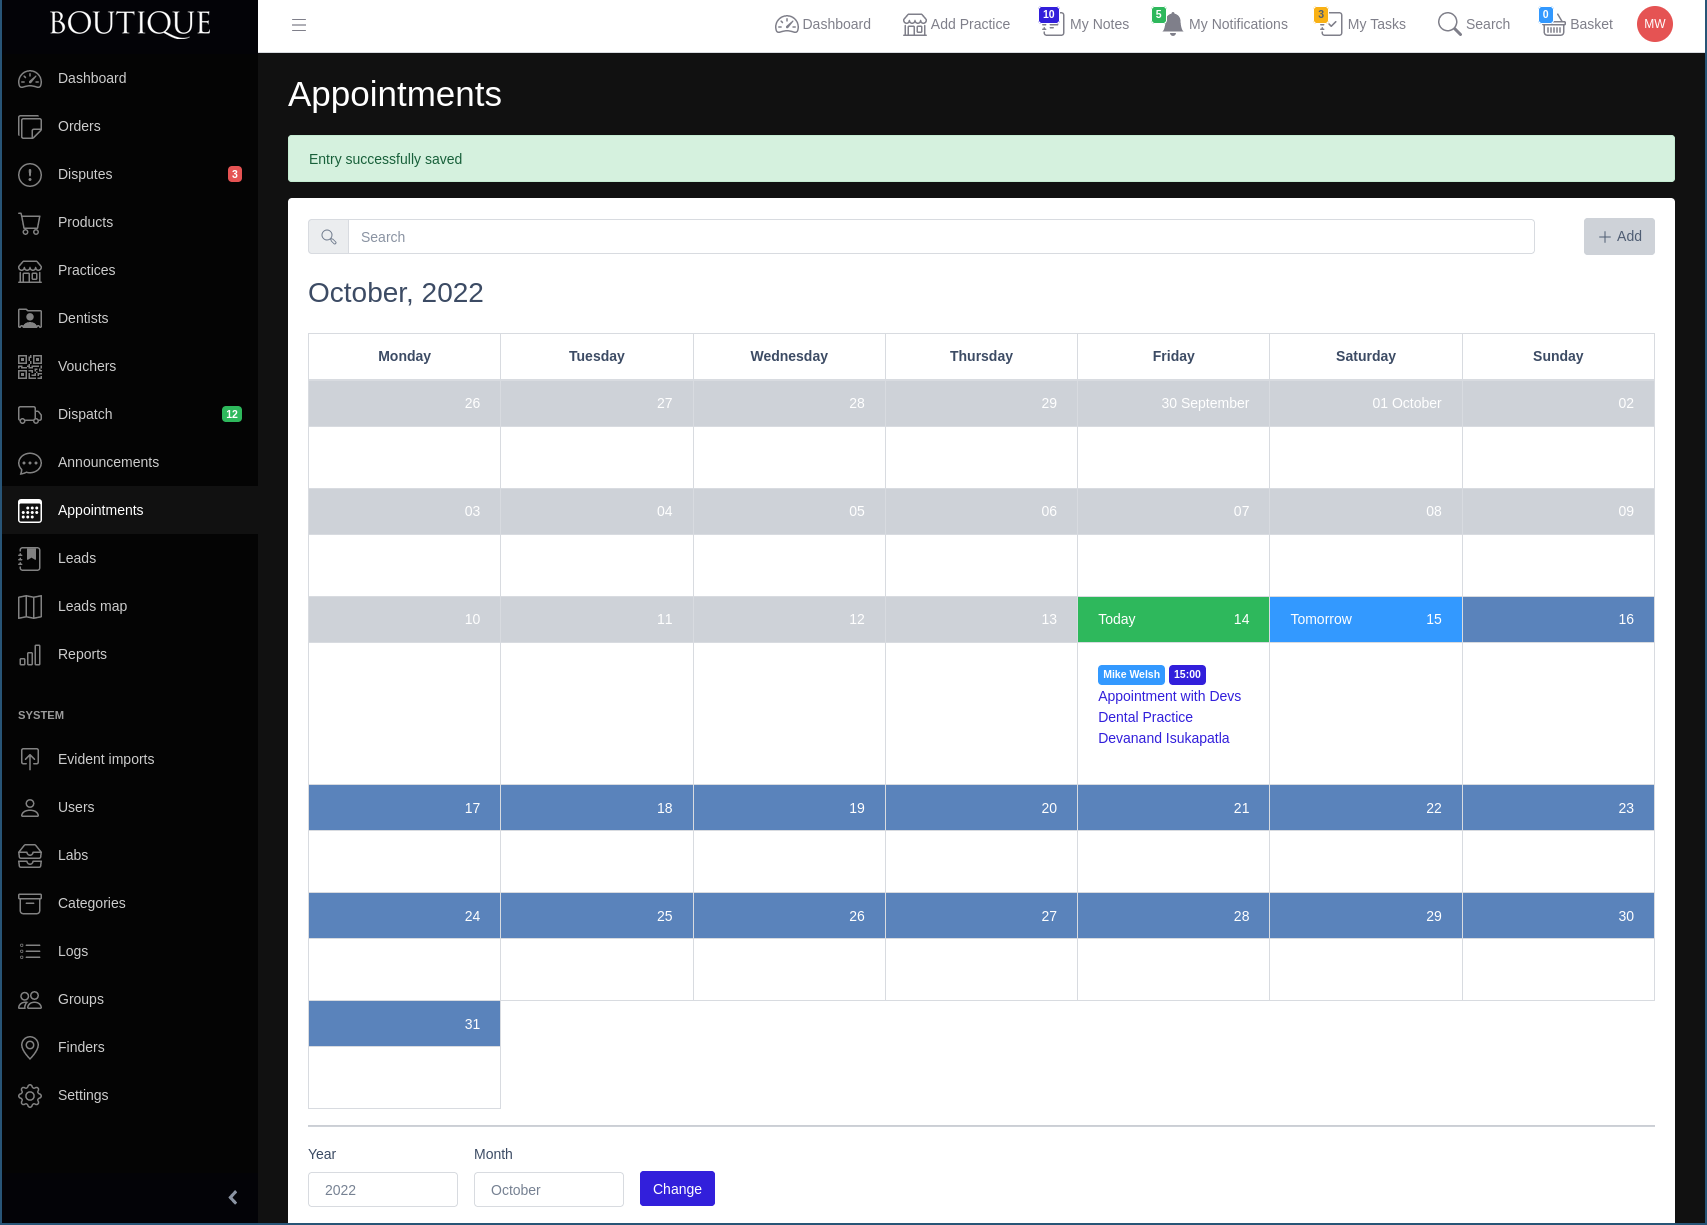 BOUTIQUE
Dashboard
Add Practice
10
My Notes
5
My Notifications
3
My Tasks
Search
0
Basket
MW
Dashboard
Orders
Disputes
3
Products
Practices
Dentists
Vouchers
Dispatch
12
Announcements
Appointments
Leads
Leads map
Reports
SYSTEM
Evident imports
Users
Labs
Categories
Logs
Groups
Finders
Settings
Appointments
Entry successfully saved
Search
Add
October, 2022
Monday Tuesday Wednesday Thursday Friday Saturday Sunday
26 27 28 29 30 September 01 October 02
03 04 05 06 07 08 09
10 11 12 13 Today 14 Tomorrow 15 16
Mike Welsh 15:00
Appointment with Devs
Dental Practice
Devanand Isukapatla
17 18 19 20 21 22 23
24 25 26 27 28 29 30
31
Year Month
2022 October Change